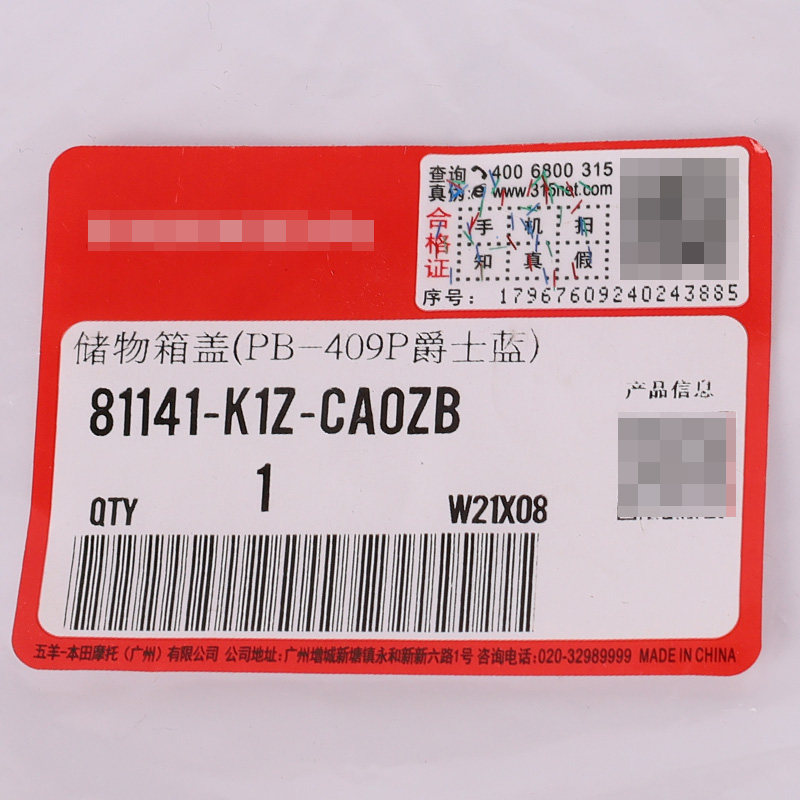 查询 400 6800 315
真伪: www.315net.com
合格证
手机扫
知真假
序号: 17967609240243885
储物箱盖(PB-409P爵士蓝)
81141-K1Z-CA0ZB
产品信息
1
QTY
W21X08
五羊-本田摩托（广州）有限公司 公司地址:广州增城新塘镇永和新新六路1号 咨询电话:020-32989999 MADE IN CHINA